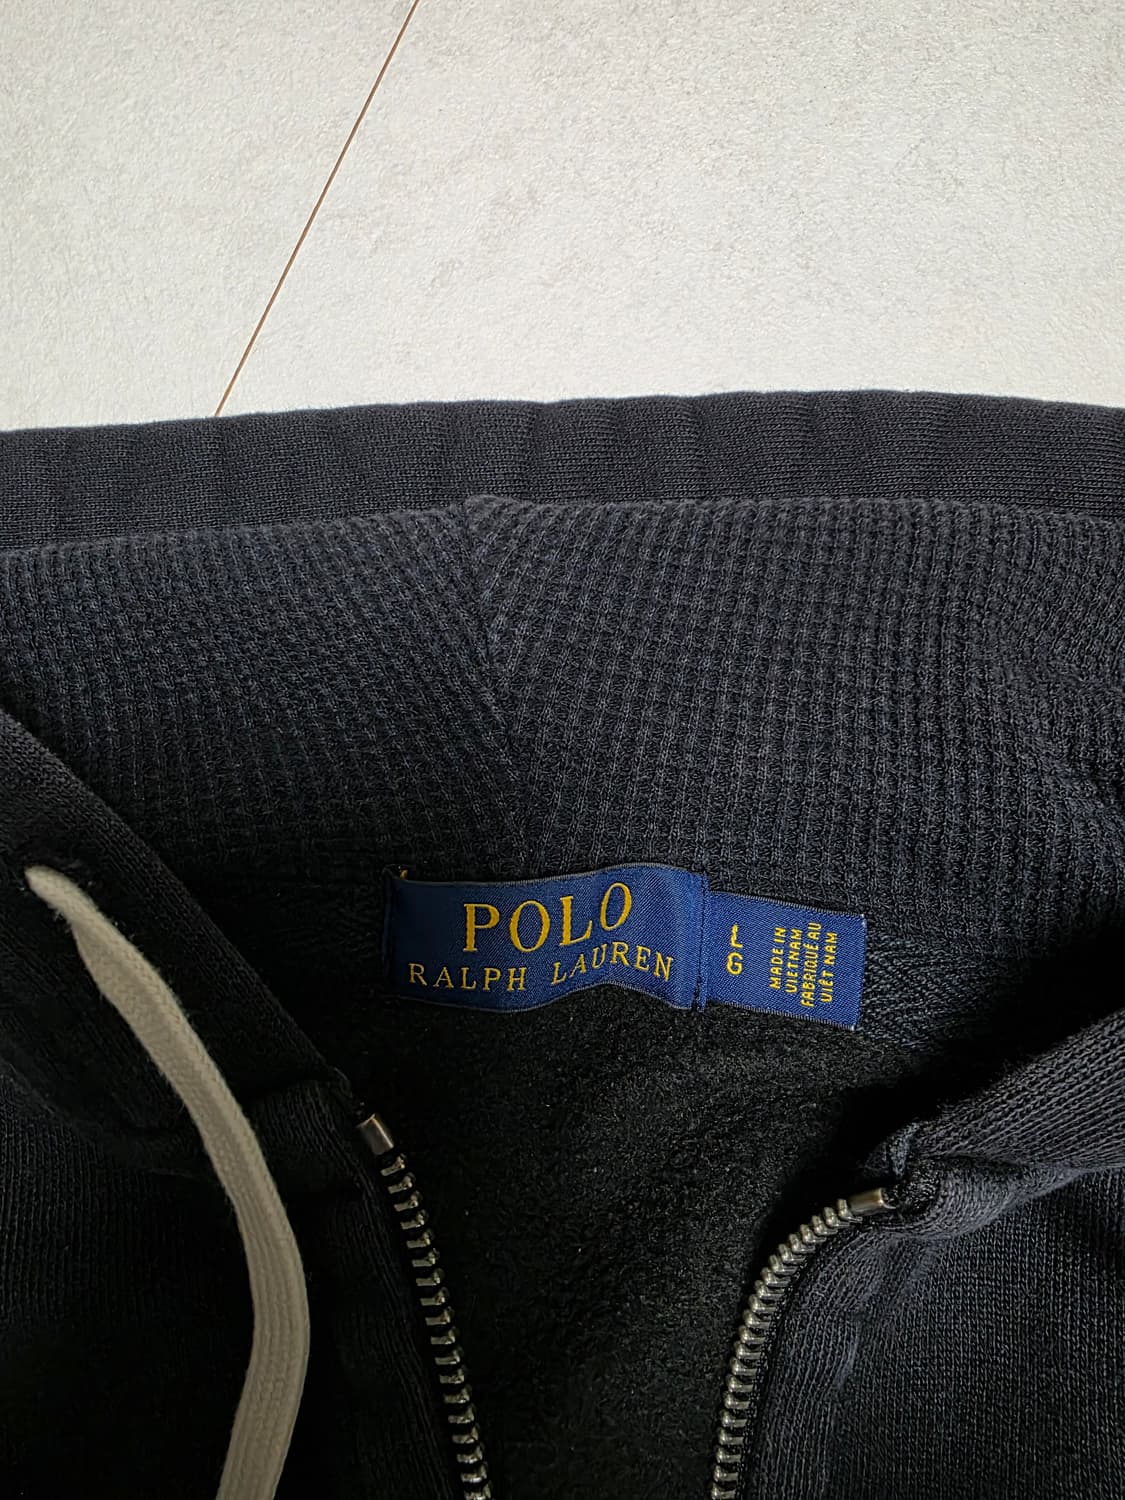 POLO
RALPH LAUREN
L
G
MADE IN
VIETNAM
FABRIQUÉ AU
VIÊT NAM